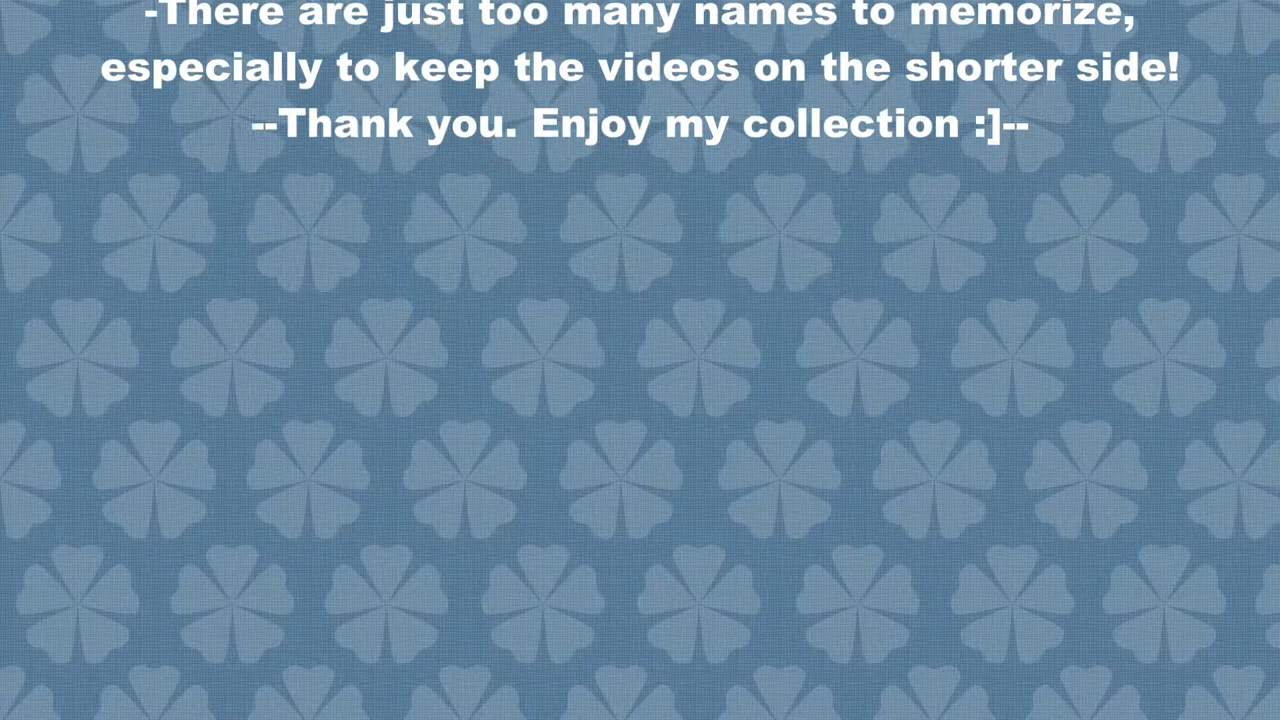 -There are just too many names to memorize,
especially to keep the videos on the shorter side!
--Thank you. Enjoy my collection :]--